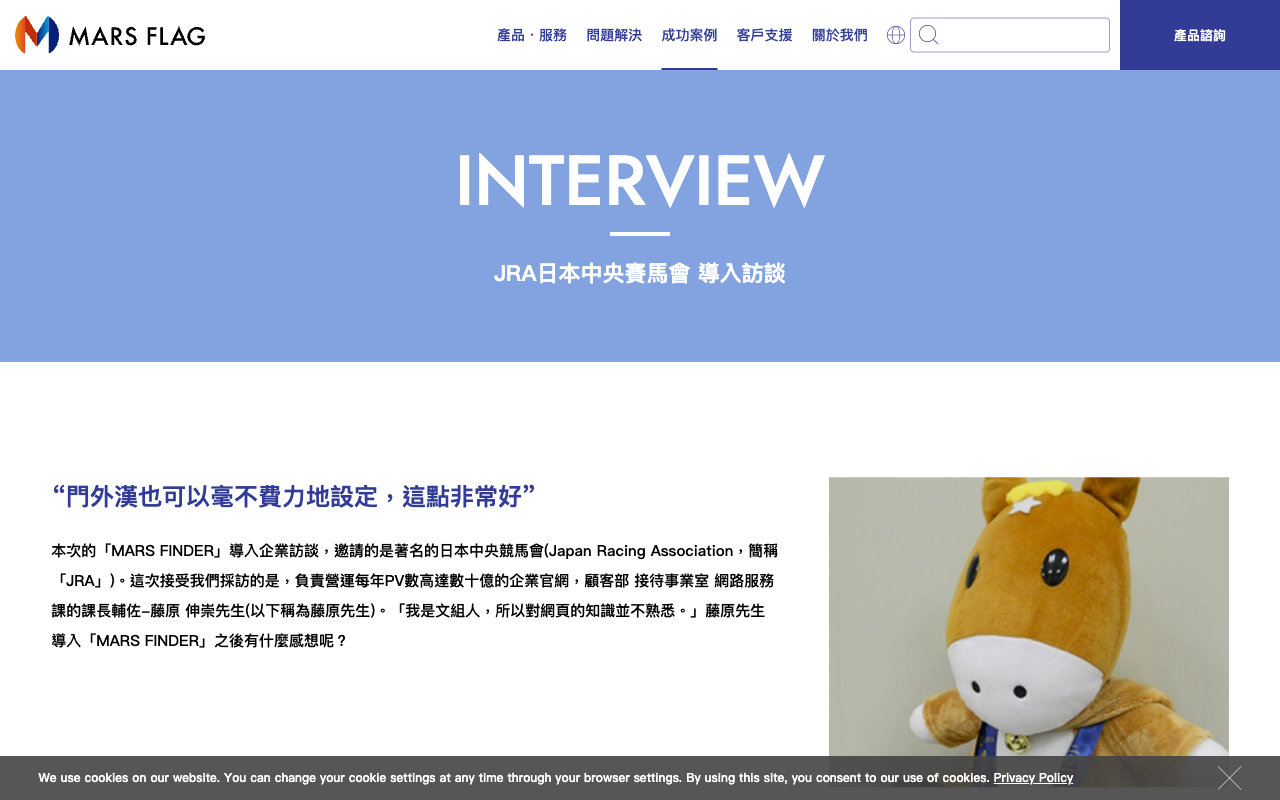 MARS FLAG
產品・服務
問題解決
成功案例
客戶支援
關於我們
產品諮詢
INTERVIEW
JRA日本中央賽馬會 導入訪談
“門外漢也可以毫不費力地設定，這點非常好”
本次的「MARS FINDER」導入企業訪談，邀請的是著名的日本中央競馬會(Japan Racing Association，簡稱
「JRA」)。這次接受我們採訪的是，負責營運每年PV數高達數十億的企業官網，顧客部 接待事業室 網路服務
課的課長輔佐–藤原 伸崇先生(以下稱為藤原先生)。「我是文組人，所以對網頁的知識並不熟悉。」藤原先生
導入「MARS FINDER」之後有什麼感想呢？
We use cookies on our website. You can change your cookie settings at any time through your browser settings. By using this site, you consent to our use of cookies. Privacy Policy